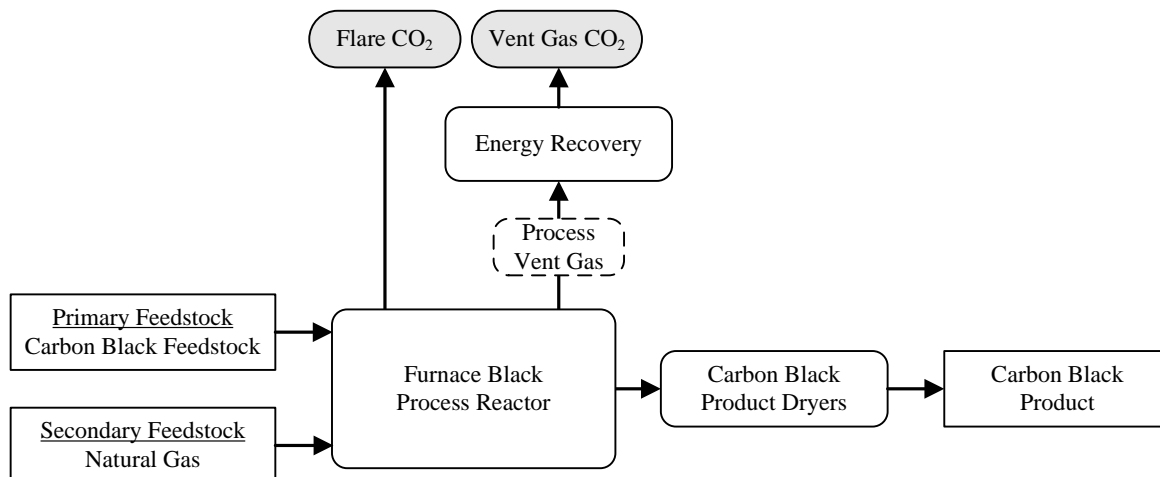 Flare CO₂
Vent Gas CO₂
Energy Recovery
Process
Vent Gas
Primary Feedstock
Carbon Black Feedstock
Secondary Feedstock
Natural Gas
Furnace Black
Process Reactor
Carbon Black
Product Dryers
Carbon Black
Product